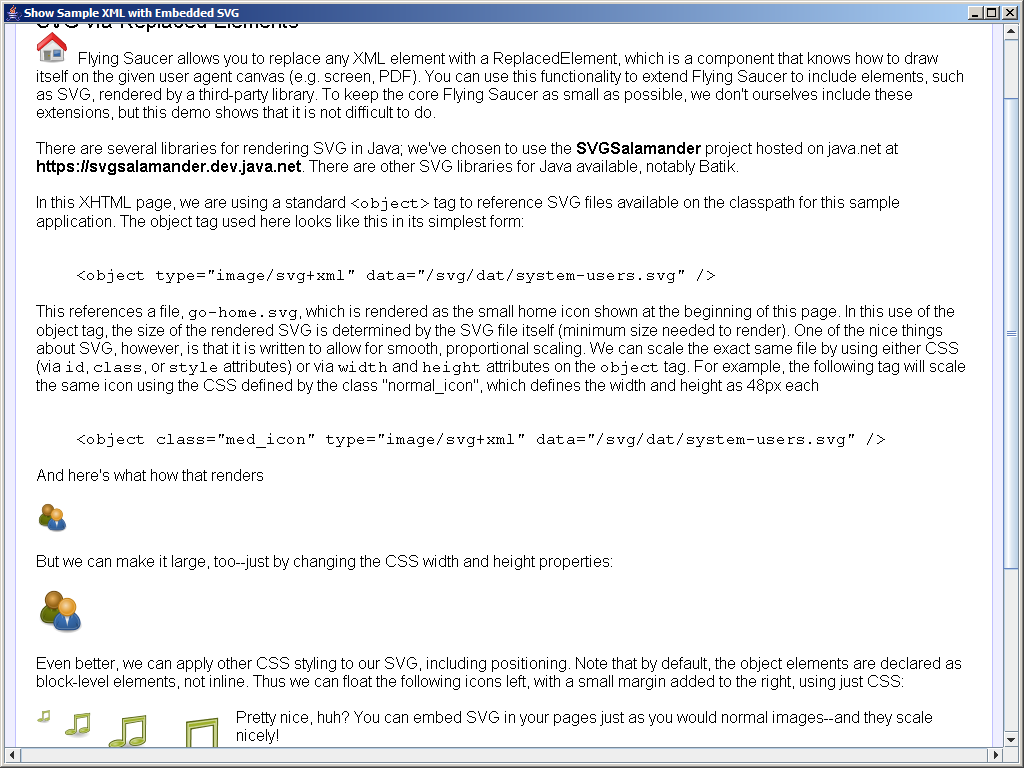 Show Sample XML with Embedded SVG
SVG via Replaced Elements
Flying Saucer allows you to replace any XML element with a ReplacedElement, which is a component that knows how to draw
itself on the given user agent canvas (e.g. screen, PDF). You can use this functionality to extend Flying Saucer to include elements, such
as SVG, rendered by a third-party library. To keep the core Flying Saucer as small as possible, we don't ourselves include these
extensions, but this demo shows that it is not difficult to do.
There are several libraries for rendering SVG in Java; we've chosen to use the SVGSalamander project hosted on java.net at
https://svgsalamander.dev.java.net. There are other SVG libraries for Java available, notably Batik.
In this XHTML page, we are using a standard <object> tag to reference SVG files available on the classpath for this sample
application. The object tag used here looks like this in its simplest form:
<object type="image/svg+xml" data="/svg/dat/system-users.svg" />
This references a file, go-home.svg, which is rendered as the small home icon shown at the beginning of this page. In this use of the
object tag, the size of the rendered SVG is determined by the SVG file itself (minimum size needed to render). One of the nice things
about SVG, however, is that it is written to allow for smooth, proportional scaling. We can scale the exact same file by using either CSS
(via id, class, or style attributes) or via width and height attributes on the object tag. For example, the following tag will scale
the same icon using the CSS defined by the class "normal_icon", which defines the width and height as 48px each
<object class="med_icon" type="image/svg+xml" data="/svg/dat/system-users.svg" />
And here's what how that renders
But we can make it large, too--just by changing the CSS width and height properties:
Even better, we can apply other CSS styling to our SVG, including positioning. Note that by default, the object elements are declared as
block-level elements, not inline. Thus we can float the following icons left, with a small margin added to the right, using just CSS:
Pretty nice, huh? You can embed SVG in your pages just as you would normal images--and they scale
nicely!